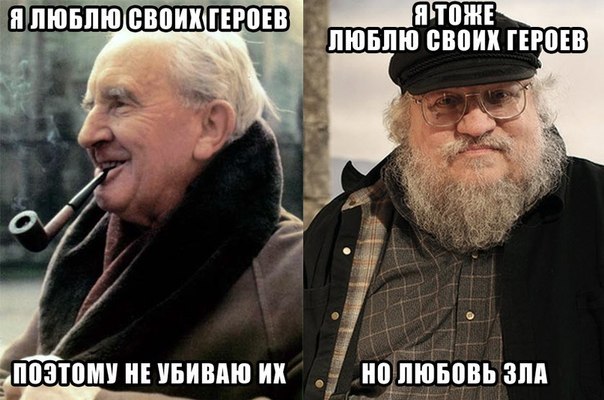 Я ЛЮБЛЮ СВОИХ ГЕРОЕВ
ПОЭТОМУ НЕ УБИВАЮ ИХ
Я ТОЖЕ
ЛЮБЛЮ СВОИХ ГЕРОЕВ
НО ЛЮБОВЬ ЗЛА